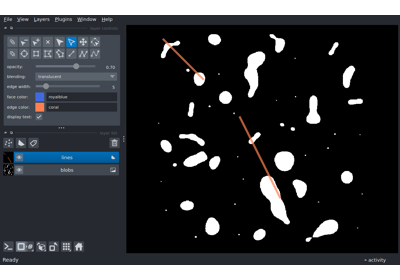 File View Plugins Window Help
opacity: 0.70
blending: translucent
edge width: 5
face color: royalblue
edge color: coral
display text: ✓
lines
blobs
Ready activity